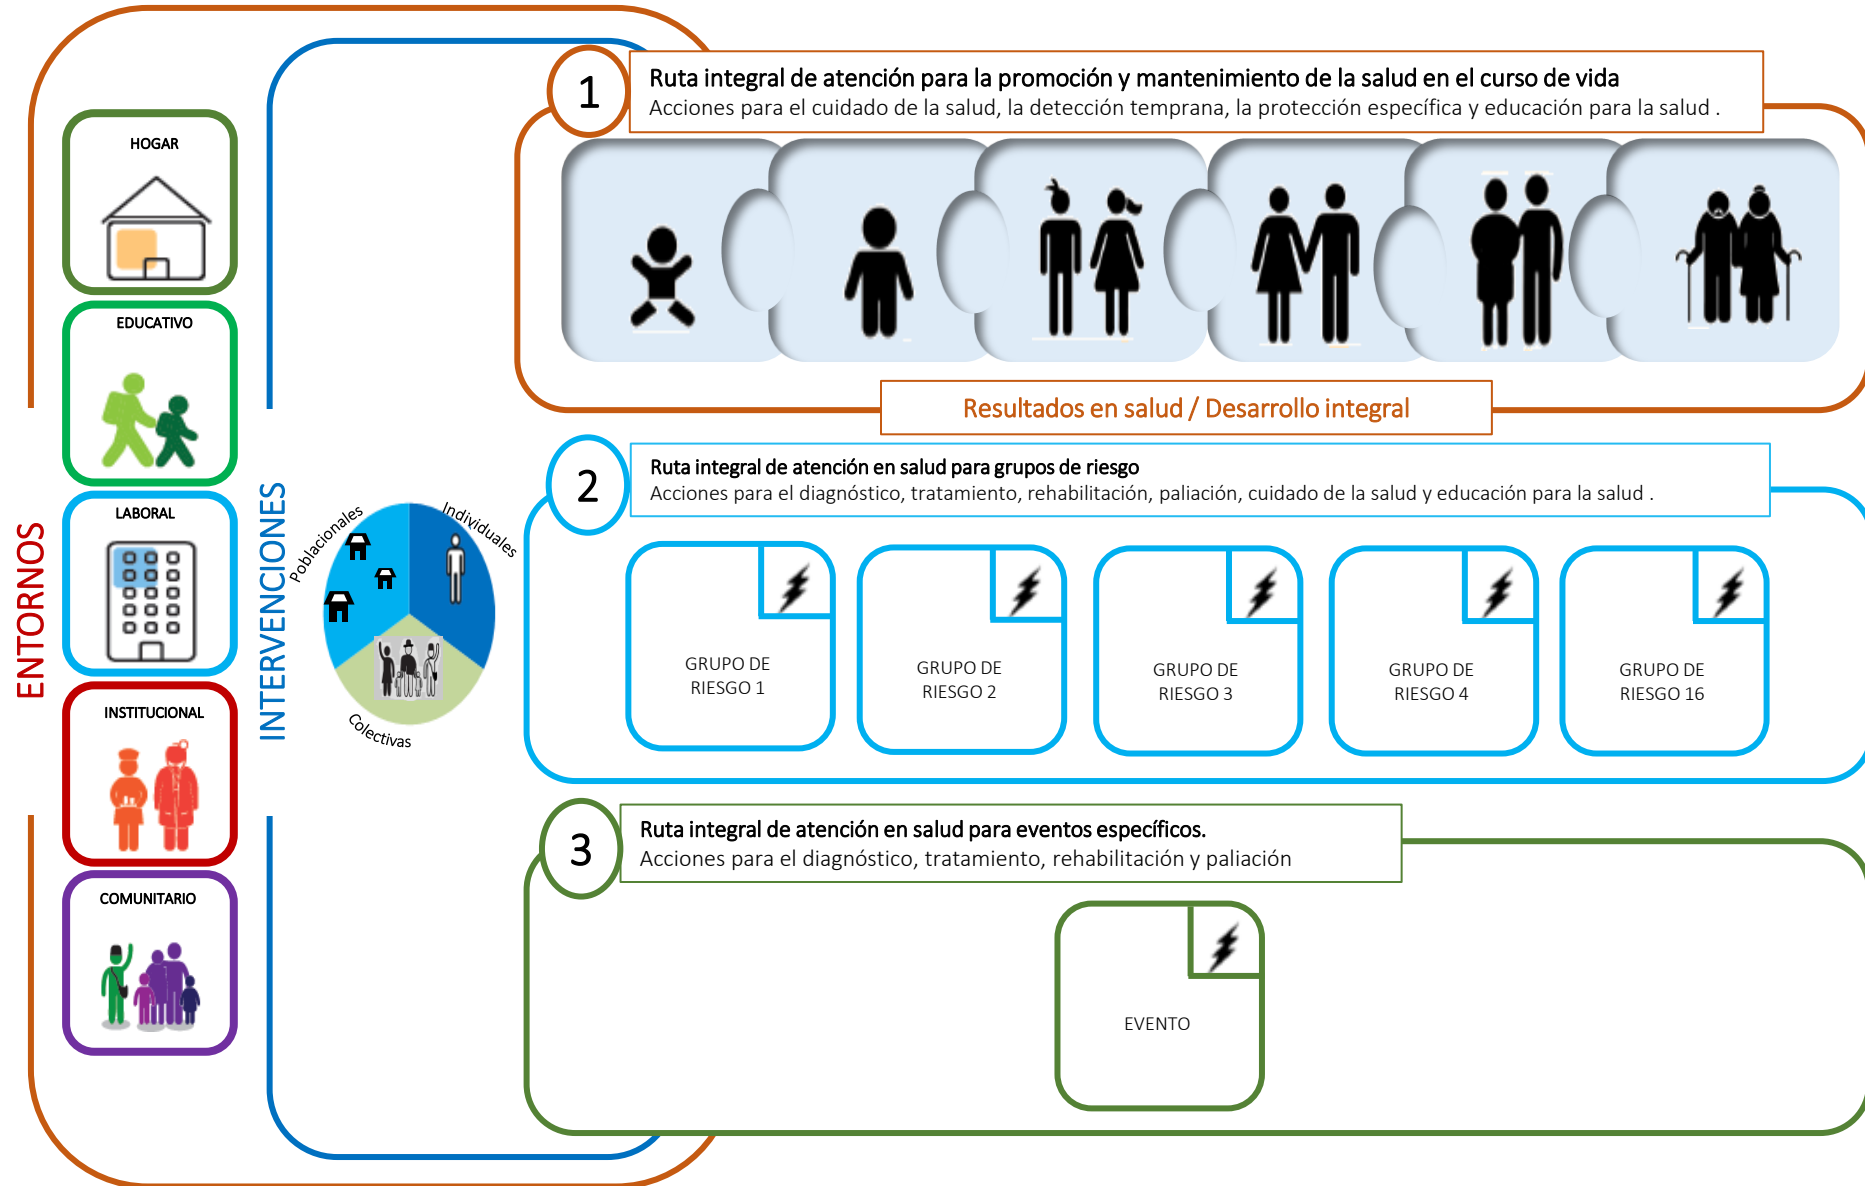 ENTORNOS
HOGAR
EDUCATIVO
LABORAL
INSTITUCIONAL
COMUNITARIO
INTERVENCIONES
Poblacionales
Individuales
Colectivas
1
Ruta integral de atención para la promoción y mantenimiento de la salud en el curso de vida
Acciones para el cuidado de la salud, la detección temprana, la protección específica y educación para la salud .
Resultados en salud / Desarrollo integral
2
Ruta integral de atención en salud para grupos de riesgo
Acciones para el diagnóstico, tratamiento, rehabilitación, paliación, cuidado de la salud y educación para la salud .
GRUPO DE
RIESGO 1
GRUPO DE
RIESGO 2
GRUPO DE
RIESGO 3
GRUPO DE
RIESGO 4
GRUPO DE
RIESGO 16
3
Ruta integral de atención en salud para eventos específicos.
Acciones para el diagnóstico, tratamiento, rehabilitación y paliación
EVENTO